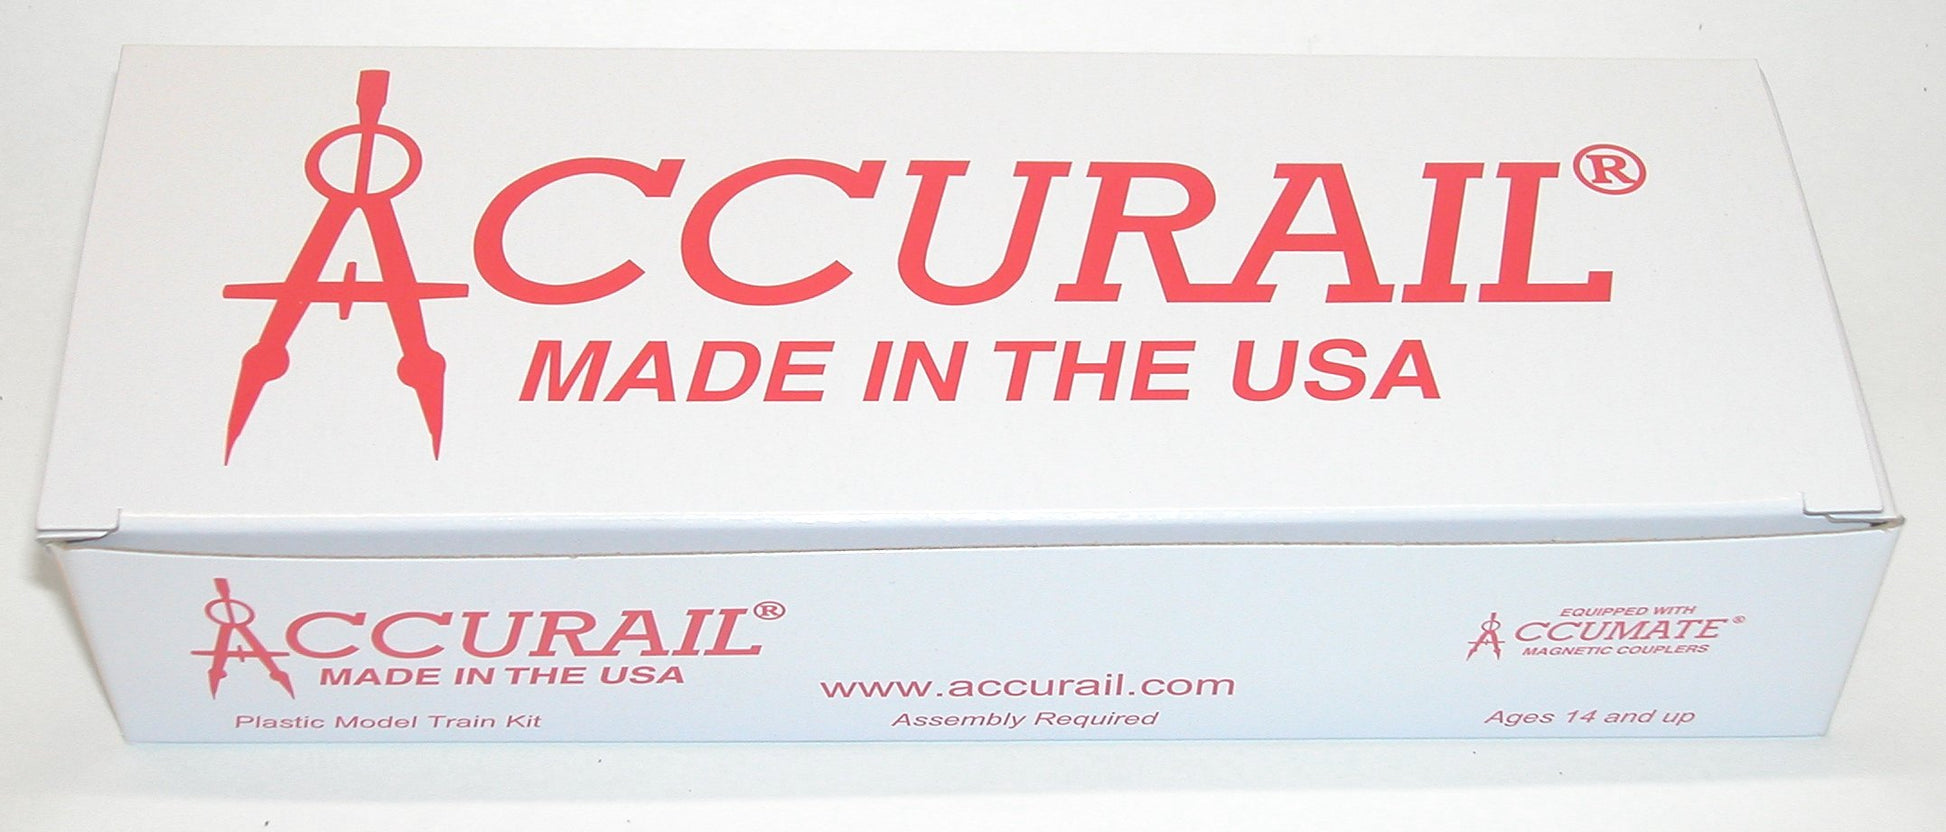 ACCURAIL®
MADE IN THE USA
ACCURAIL®
MADE IN THE USA
Plastic Model Train Kit
www.accurail.com
Assembly Required
EQUIPPED WITH
ACCUMATE®
MAGNETIC COUPLERS
Ages 14 and up